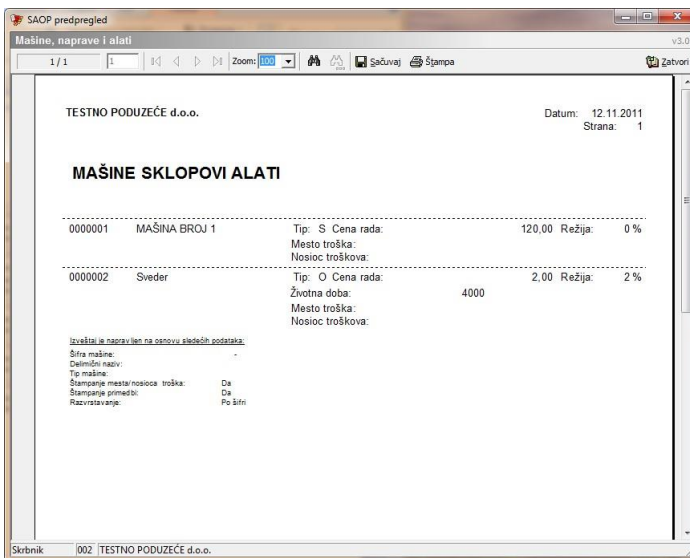 SAOP predpregled
Mašine, naprave i alati v3.0
1 / 1 1 Zoom: 100 Sačuvaj Štampa Zatvori
TESTNO PODUZEĆE d.o.o. Datum: 12.11.2011
Strana: 1
MAŠINE SKLOPOVI ALATI
0000001 MAŠINA BROJ 1 Tip: S Cena rada: 120,00 Režija: 0 %
Mesto troška:
Nosioc troškova:
0000002 Sveder Tip: O Cena rada: 2,00 Režija: 2 %
Životna doba: 4000
Mesto troška:
Nosioc troškova:
Izveštaj je napravljen na osnovu sledećih podataka:
Šifra mašine: -
Delimični naziv:
Tip mašine:
Štampanje mesta/nosioca troška: Da
Štampanje primedbi: Da
Razvrstavanje: Po šifri
Skrbnik 002 TESTNO PODUZEĆE d.o.o.